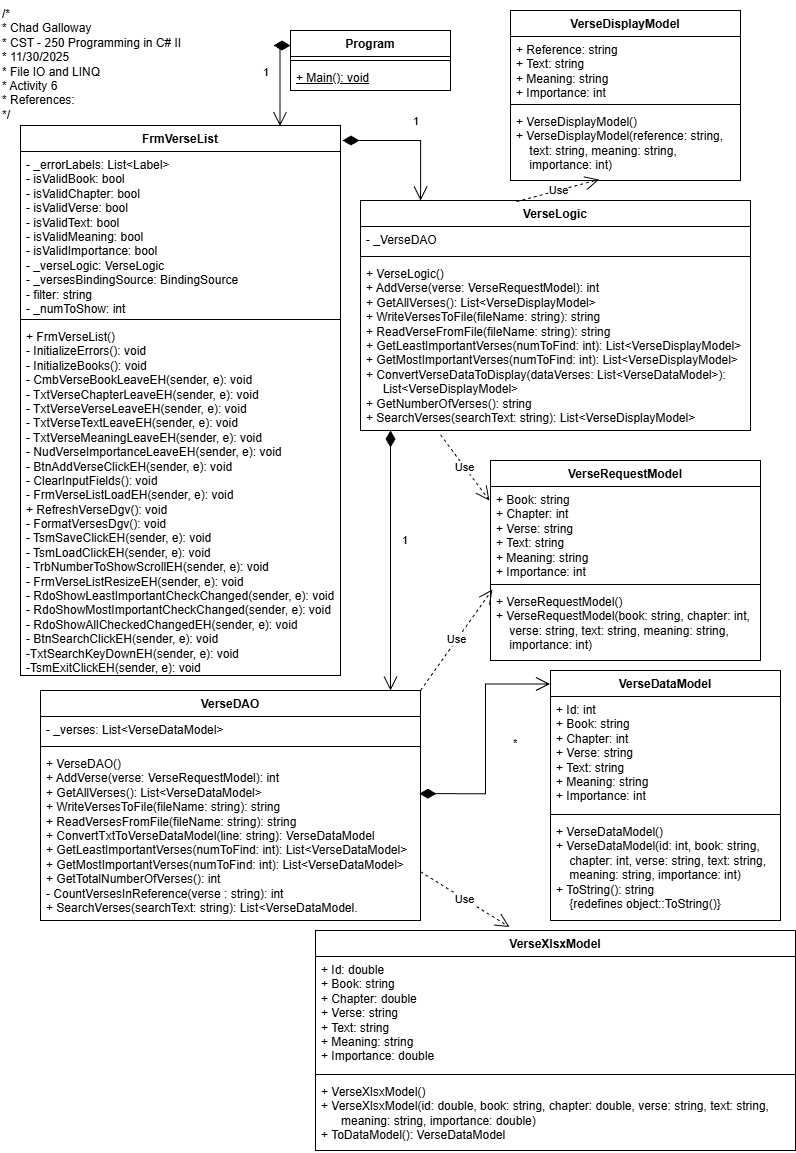 /*
* Chad Galloway
* CST - 250 Programming in C# II
* 11/30/2025
* File IO and LINQ
* Activity 6
* References:
*/
Program
+ Main(): void
1
VerseDisplayModel
+ Reference: string
+ Text: string
+ Meaning: string
+ Importance: int
+ VerseDisplayModel()
+ VerseDisplayModel(reference: string,
text: string, meaning: string,
importance: int)
FrmVerseList
- _errorLabels: List<Label>
- isValidBook: bool
- isValidChapter: bool
- isValidVerse: bool
- isValidText: bool
- isValidMeaning: bool
- isValidImportance: bool
- _verseLogic: VerseLogic
- _versesBindingSource: BindingSource
- filter: string
- _numToShow: int
+ FrmVerseList()
- InitializeErrors(): void
- InitializeBooks(): void
- CmbVerseBookLeaveEH(sender, e): void
- TxtVerseChapterLeaveEH(sender, e): void
- TxtVerseVerseLeaveEH(sender, e): void
- TxtVerseTextLeaveEH(sender, e): void
- TxtVerseMeaningLeaveEH(sender, e): void
- NudVerseImportanceLeaveEH(sender, e): void
- BtnAddVerseClickEH(sender, e): void
- ClearInputFields(): void
- FrmVerseListLoadEH(sender, e): void
+ RefreshVerseDgv(): void
- FormatVersesDgv(): void
- TsmSaveClickEH(sender, e): void
- TsmLoadClickEH(sender, e): void
- TrbNumberToShowScrollEH(sender, e): void
- FrmVerseListResizeEH(sender, e): void
- RdoShowLeastImportantCheckChanged(sender, e): void
- RdoShowMostImportantCheckChanged(sender, e): void
- RdoShowAllCheckedChangedEH(sender, e): void
- BtnSearchClickEH(sender, e): void
-TxtSearchKeyDownEH(sender, e): void
-TsmExitClickEH(sender, e): void
1
Use
VerseLogic
- _VerseDAO
+ VerseLogic()
+ AddVerse(verse: VerseRequestModel): int
+ GetAllVerses(): List<VerseDisplayModel>
+ WriteVersesToFile(fileName: string): string
+ ReadVerseFromFile(fileName: string): string
+ GetLeastImportantVerses(numToFind: int): List<VerseDisplayModel>
+ GetMostImportantVerses(numToFind: int): List<VerseDisplayModel>
+ ConvertVerseDataToDisplay(dataVerses: List<VerseDataModel>):
List<VerseDisplayModel>
+ GetNumberOfVerses(): string
+ SearchVerses(searchText: string): List<VerseDisplayModel>
Use
1
VerseRequestModel
+ Book: string
+ Chapter: int
+ Verse: string
+ Text: string
+ Meaning: string
+ Importance: int
+ VerseRequestModel()
+ VerseRequestModel(book: string, chapter: int,
verse: string, text: string, meaning: string,
importance: int)
Use
VerseDAO
- _verses: List<VerseDataModel>
+ VerseDAO()
+ AddVerse(verse: VerseRequestModel): int
+ GetAllVerses(): List<VerseDataModel>
+ WriteVersesToFile(fileName: string): string
+ ReadVersesFromFile(fileName: string): string
+ ConvertTxtToVerseDataModel(line: string): VerseDataModel
+ GetLeastImportantVerses(numToFind: int): List<VerseDataModel>
+ GetMostImportantVerses(numToFind: int): List<VerseDataModel>
+ GetTotalNumberOfVerses(): int
- CountVersesInReference(verse : string): int
+ SearchVerses(searchText: string): List<VerseDataModel.
*
VerseDataModel
+ Id: int
+ Book: string
+ Chapter: int
+ Verse: string
+ Text: string
+ Meaning: string
+ Importance: int
+ VerseDataModel()
+ VerseDataModel(id: int, book: string,
chapter: int, verse: string, text: string,
meaning: string, importance: int)
+ ToString(): string
{redefines object::ToString()}
Use
VerseXlsxModel
+ Id: double
+ Book: string
+ Chapter: double
+ Verse: string
+ Text: string
+ Meaning: string
+ Importance: double
+ VerseXlsxModel()
+ VerseXlsxModel(id: double, book: string, chapter: double, verse: string, text: string,
meaning: string, importance: double)
+ ToDataModel(): VerseDataModel